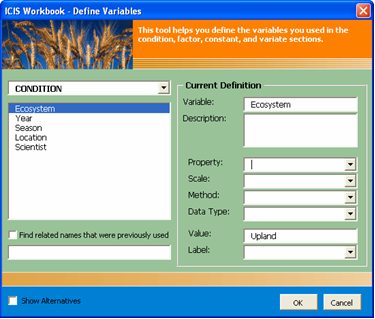 ICIS Workbook - Define Variables
This tool helps you define the variables you used in the
condition, factor, constant, and variate sections.
CONDITION
Ecosystem
Year
Season
Location
Scientist
Find related names that were previously used
Current Definition
Variable: Ecosystem
Description:
Property:
Scale:
Method:
Data Type:
Value: Upland
Label:
Show Alternatives
OK
Cancel